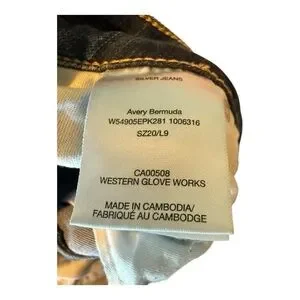 SILVER JEANS
Avery Bermuda
W54905EPK281 1006316
SZ20/L9
CA00508
WESTERN GLOVE WORKS
MADE IN CAMBODIA/
FABRIQUÉ AU CAMBODGE